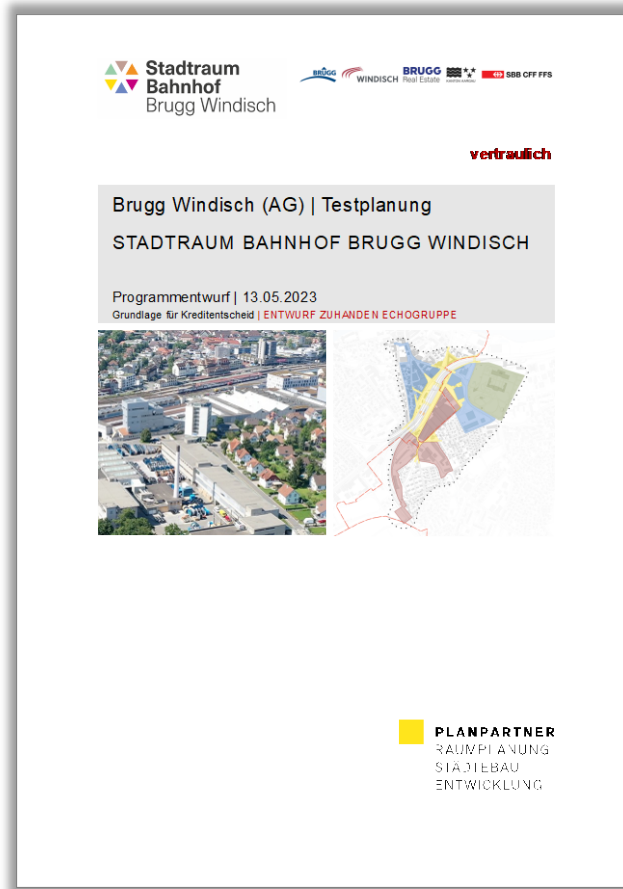 Stadtraum
Bahnhof
Brugg Windisch
BRUGG
WINDISCH
BRUGG
Real Estate
SBB CFF FFS
vertraulich
Brugg Windisch (AG) | Testplanung
STADTRAUM BAHNHOF BRUGG WINDISCH
Programmentwurf | 13.05.2023
Grundlage für Kreditentscheid | ENTWURF ZUHANDEN ECHOGRUPPE
PLANPARTNER
RAUMPLANUNG
STÄDTEBAU
ENTWICKLUNG